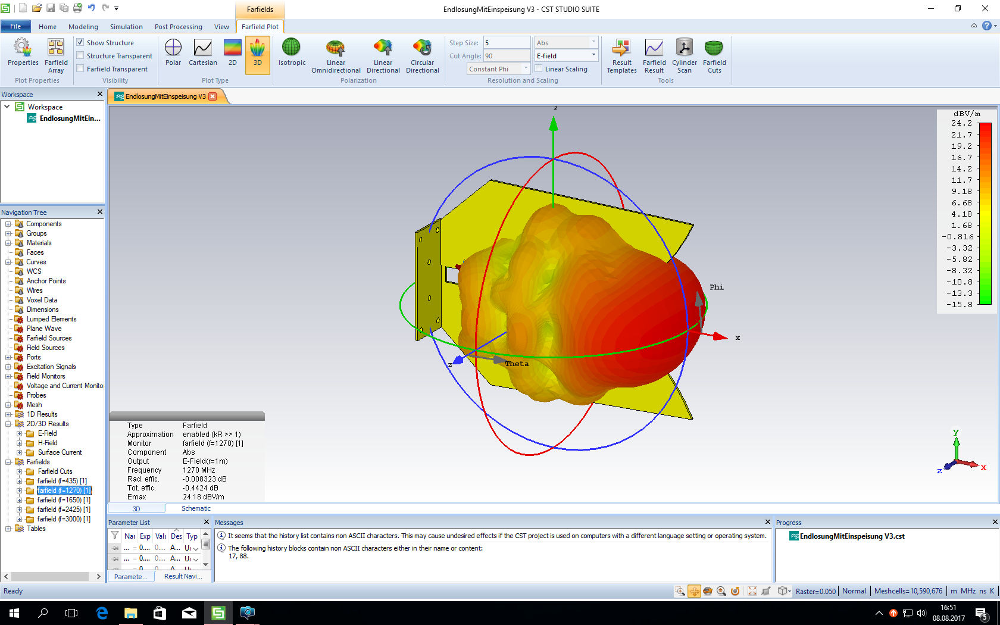 Farfields
EndlosungMitEinspeisung V3 - CST STUDIO SUITE
File Home Modeling Simulation Post Processing View Farfield Plot
Properties
Farfield Array
Plot Properties
Show Structure
Structure Transparent
Farfield Transparent
Visibility
Polar Cartesian 2D 3D
Plot Type
Isotropic
Linear Omnidirectional
Linear Directional
Circular Directional
Polarization
Step Size: 5 Abs
Cut Angle: 90 E-field
Constant Phi Linear Scaling
Resolution and Scaling
Result Templates
Farfield Result
Cylinder Scan
Farfield Cuts
Tools
Workspace
Workspace
EndlosungMitEin...
EndlosungMitEinspeisung V3
Navigation Tree
Components
Groups
Materials
Faces
Curves
WCS
Anchor Points
Wires
Voxel Data
Dimensions
Lumped Elements
Plane Wave
Farfield Sources
Field Sources
Ports
Excitation Signals
Field Monitors
Voltage and Current Monito
Probes
Mesh
1D Results
2D/3D Results
E-Field
H-Field
Surface Current
Farfields
Farfield Cuts
farfield (f=435) [1]
farfield (f=1270) [1]
farfield (f=1650) [1]
farfield (f=2425) [1]
farfield (f=3000) [1]
Tables
dBV/m
24.2
21.7
19.2
16.7
14.2
11.7
9.18
6.68
4.18
1.68
-0.816
-3.32
-5.82
-8.32
-10.8
-13.3
-15.8
Phi
x
z
Theta
y
z
x
Type Farfield
Approximation enabled (kR >> 1)
Monitor farfield (f=1270) [1]
Component Abs
Output E-Field(r=1m)
Frequency 1270 MHz
Rad. effic. -0.008323 dB
Tot. effic. -0.4424 dB
Emax 24.18 dBV/m
3D Schematic
Parameter List
Nar Exp Valu Des Typ
... = 0.... 0.... A... Ur
... = 0.... 0.... A... Ur
Paramete... Result Navi...
Messages
It seems that the history list contains non ASCII characters. This may cause undesired effects if the CST project is used on computers with a different language setting or operating system.
The following history blocks contain non ASCII characters either in their name or content:
17, 88.
Progress
EndlosungMitEinspeisung V3.cst
Ready
Raster=0.050 Normal Meshcells=10,590,676 m MHz ns K
16:51
08.08.2017
5